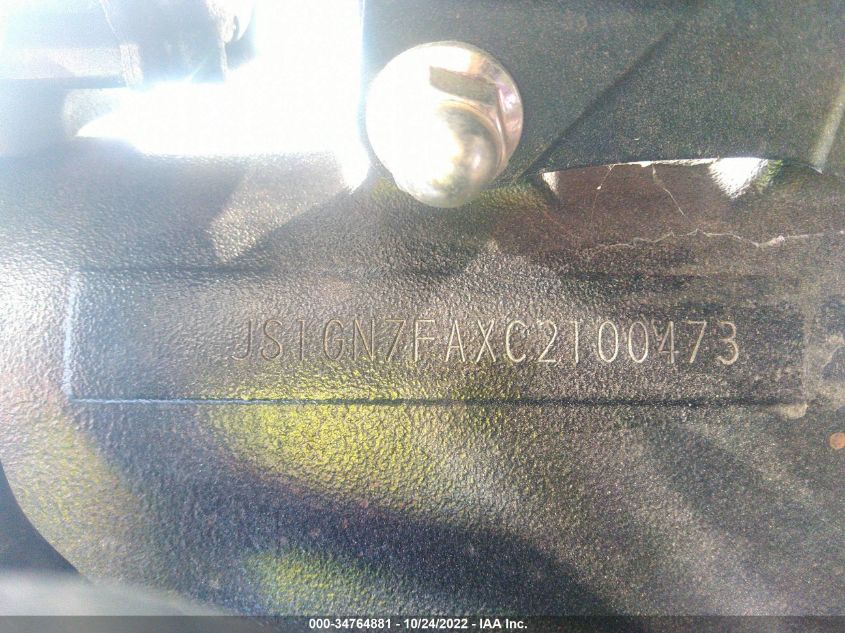 JS1GN7FAXC2100473
000-34764881 - 10/24/2022 - IAA Inc.